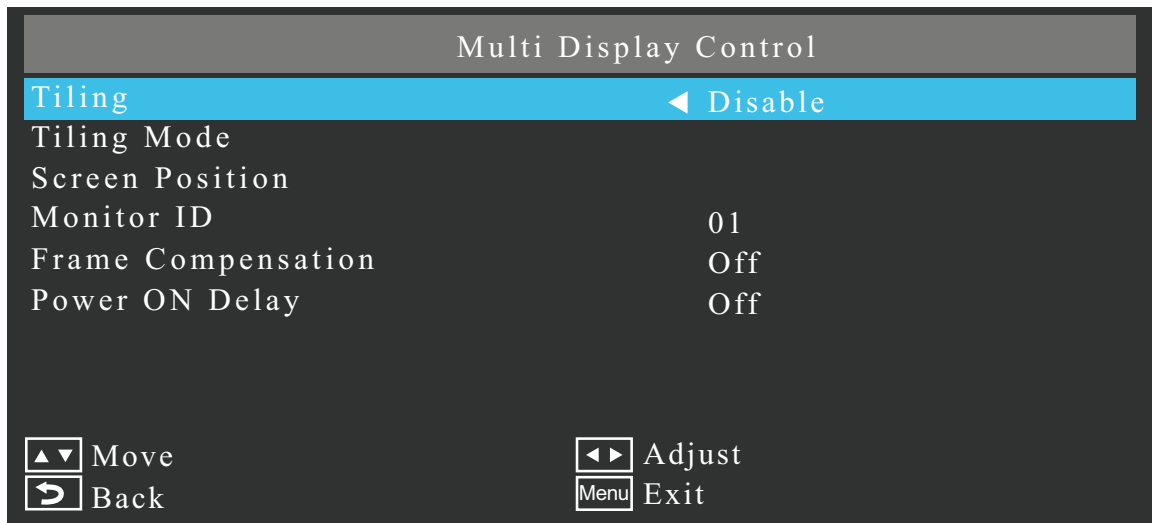 Multi Display Control
Tiling ◀ Disable
Tiling Mode
Screen Position
Monitor ID 01
Frame Compensation Off
Power ON Delay Off
▲▼ Move ◀▶ Adjust
Back Menu Exit